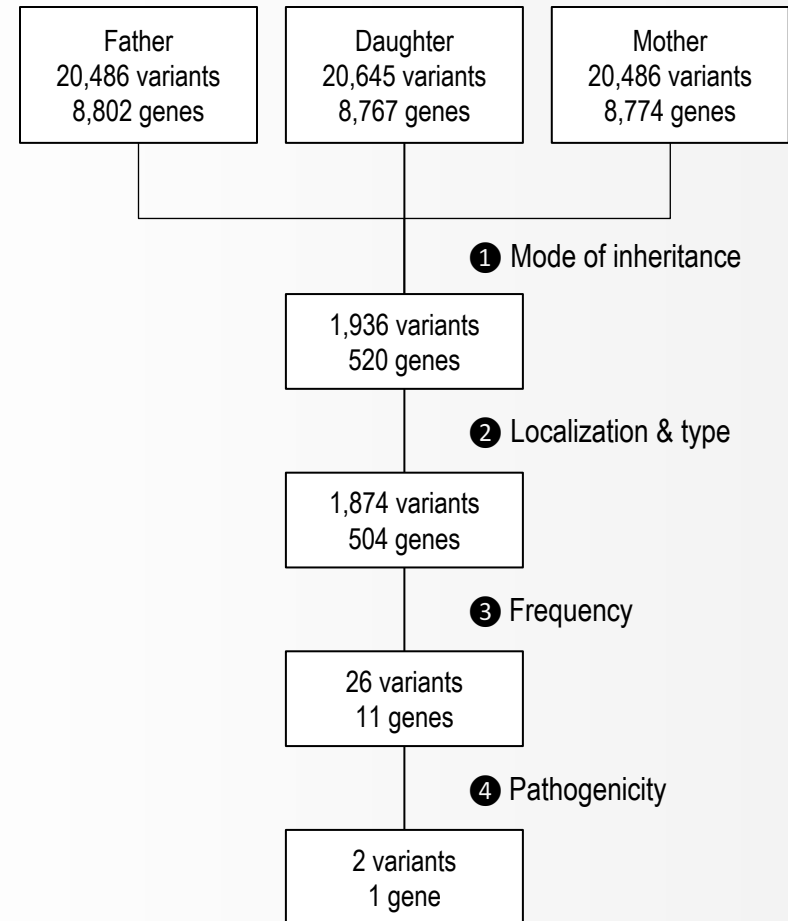 Father
20,486 variants
8,802 genes
Daughter
20,645 variants
8,767 genes
Mother
20,486 variants
8,774 genes
❶ Mode of inheritance
1,936 variants
520 genes
❷ Localization & type
1,874 variants
504 genes
❸ Frequency
26 variants
11 genes
❹ Pathogenicity
2 variants
1 gene